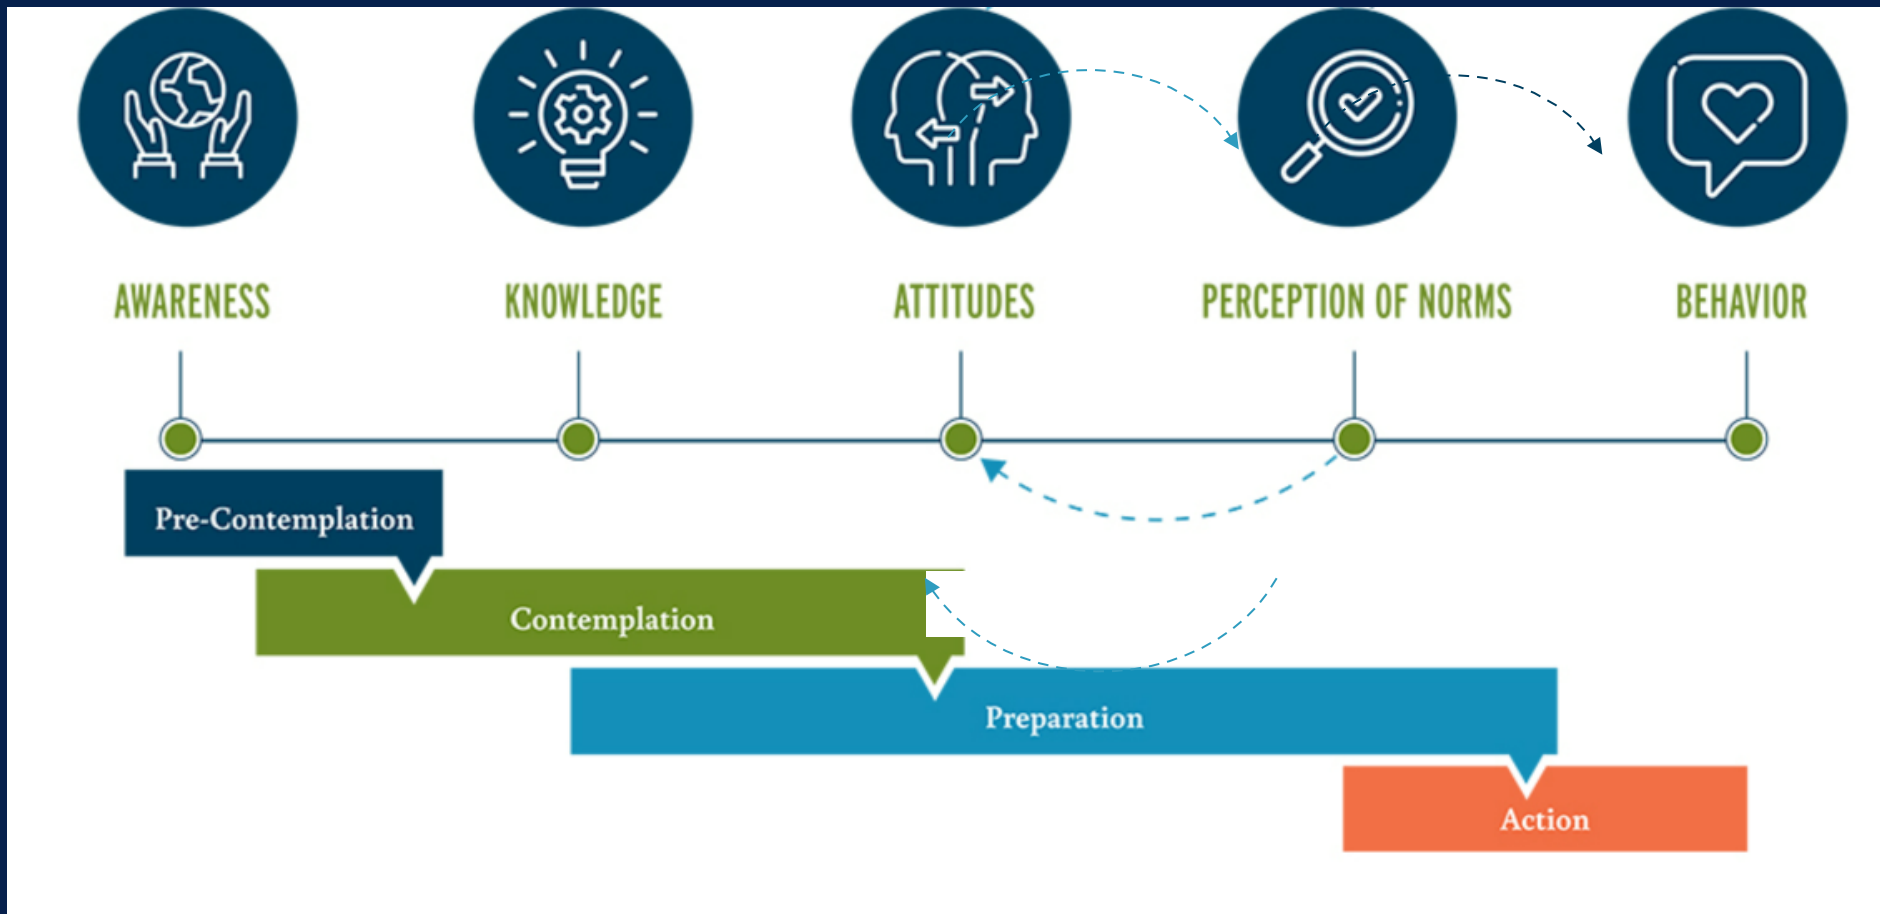 AWARENESS
KNOWLEDGE
ATTITUDES
PERCEPTION OF NORMS
BEHAVIOR
Pre-Contemplation
Contemplation
Preparation
Action